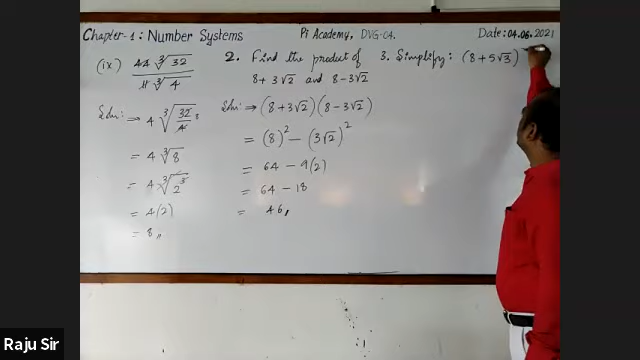 Chapter-1: Number Systems
Pi Academy, DVG-04.
Date: 04.06.2021
(ix) 44 ∛32
11 ∛4
Soln: ⇒ 4 ∛32/4 8
= 4 ∛8
= 4 × ∛2³
= 4(2)
= 8,,
2. Find the product of
8+3√2 and 8-3√2
Soln: ⇒ (8+3√2)(8-3√2)
= (8)² - (3√2)²
= 64 - 9(2)
= 64 - 18
= 46,,
3. Simplify: (8+5√3)
Raju Sir